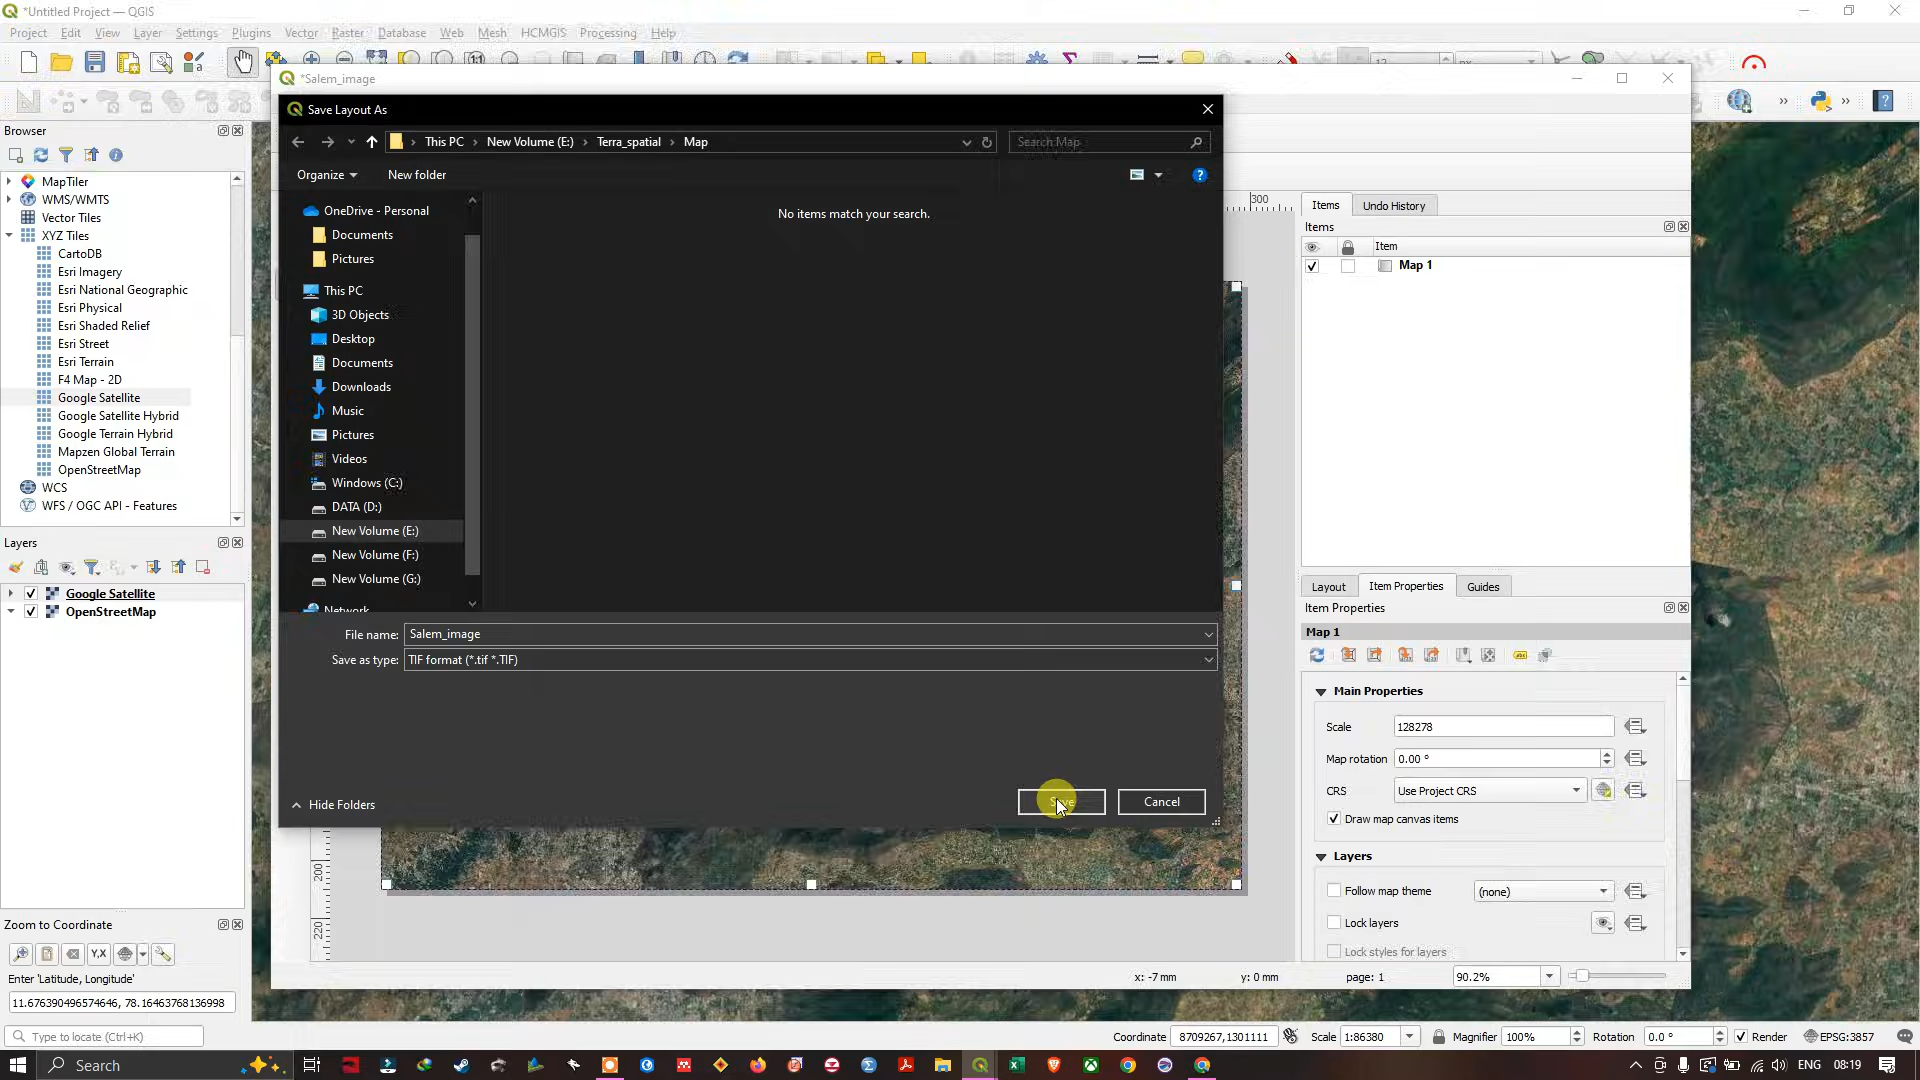 *Untitled Project — QGIS
Project Edit View Layer Settings Plugins Vector Raster Database Web Mesh HCMGIS Processing Help
*Salem_image
Save Layout As
This PC > New Volume (E:) > Terra_spatial > Map
Search Map
Organize
New folder
OneDrive - Personal
Documents
Pictures
This PC
3D Objects
Desktop
Documents
Downloads
Music
Pictures
Videos
Windows (C:)
DATA (D:)
New Volume (E:)
New Volume (F:)
New Volume (G:)
Network
No items match your search.
File name: Salem_image
Save as type: TIF format (*.tif *.TIF)
Hide Folders
Save
Cancel
Browser
MapTiler
WMS/WMTS
Vector Tiles
XYZ Tiles
CartoDB
Esri Imagery
Esri National Geographic
Esri Physical
Esri Shaded Relief
Esri Street
Esri Terrain
F4 Map - 2D
Google Satellite
Google Satellite Hybrid
Google Terrain Hybrid
Mapzen Global Terrain
OpenStreetMap
WCS
WFS / OGC API - Features
Layers
Google Satellite
OpenStreetMap
Zoom to Coordinate
Y,X
Enter 'Latitude, Longitude'
11.676390496574646, 78.16463768136998
Type to locate (Ctrl+K)
300
200
220
Items
Undo History
Items
Item
Map 1
Layout
Item Properties
Guides
Item Properties
Map 1
Main Properties
Scale 128278
Map rotation 0.00 °
CRS Use Project CRS
Draw map canvas items
Layers
Follow map theme (none)
Lock layers
Lock styles for layers
x: -7 mm y: 0 mm page: 1 90.2%
Coordinate 8709267,1301111 Scale 1:86380 Magnifier 100% Rotation 0.0 ° Render EPSG:3857
Search
ENG 08:19